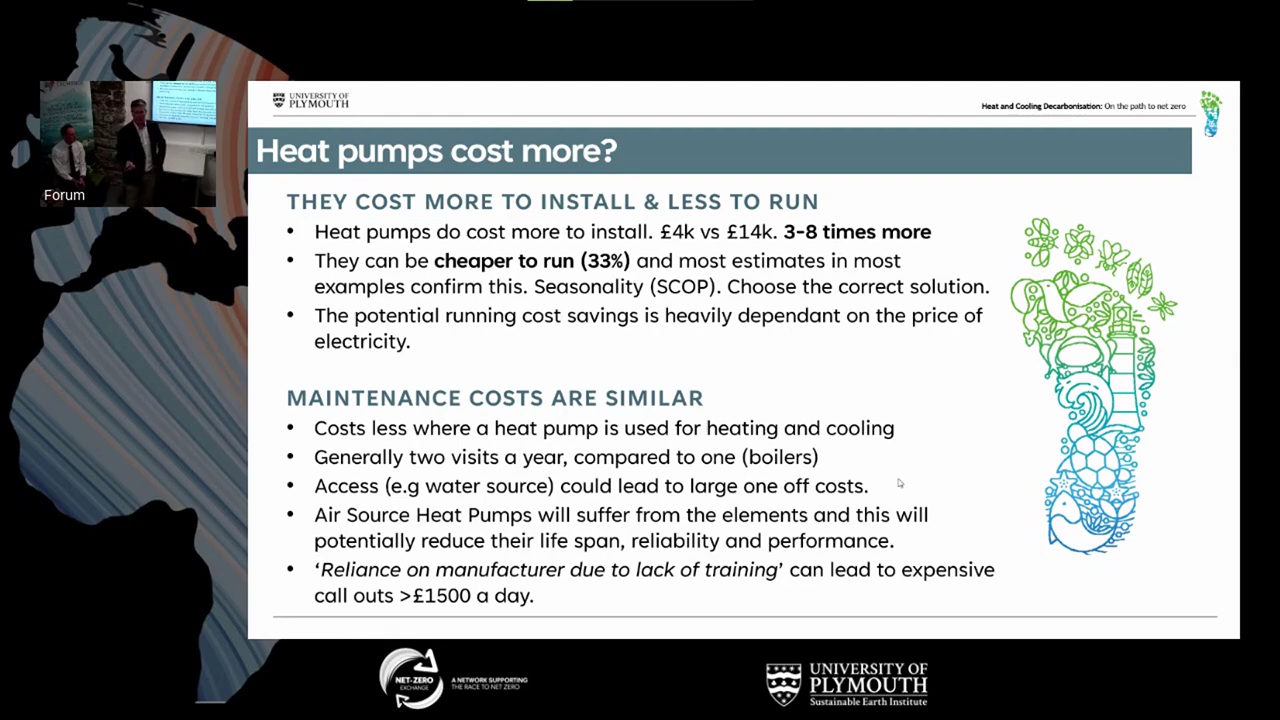 UNIVERSITY OF
PLYMOUTH
Heat and Cooling Decarbonisation: On the path to net zero
Heat pumps cost more?
Forum
THEY COST MORE TO INSTALL & LESS TO RUN
• Heat pumps do cost more to install. £4k vs £14k. 3-8 times more
• They can be cheaper to run (33%) and most estimates in most
examples confirm this. Seasonality (SCOP). Choose the correct solution.
• The potential running cost savings is heavily dependant on the price of
electricity.
MAINTENANCE COSTS ARE SIMILAR
• Costs less where a heat pump is used for heating and cooling
• Generally two visits a year, compared to one (boilers)
• Access (e.g water source) could lead to large one off costs.
• Air Source Heat Pumps will suffer from the elements and this will
potentially reduce their life span, reliability and performance.
• ‘Reliance on manufacturer due to lack of training’ can lead to expensive
call outs >£1500 a day.
NET-ZERO
EXCHANGE
A NETWORK SUPPORTING
THE RACE TO NET ZERO
UNIVERSITY OF
PLYMOUTH
Sustainable Earth Institute